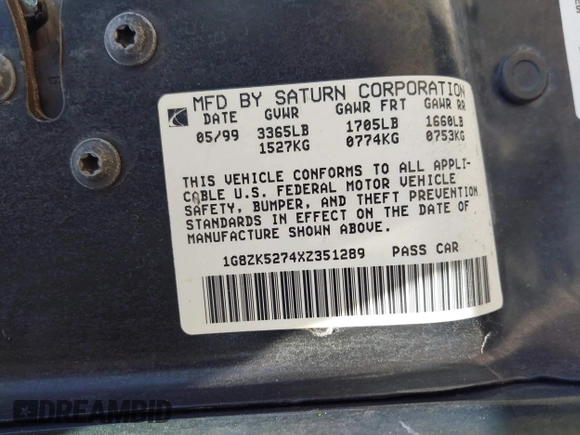 MFD BY SATURN CORPORATION
DATE GVWR GAWR FRT GAWR RR
05/99 3365LB 1705LB 1660LB
1527KG 0774KG 0753KG
THIS VEHICLE CONFORMS TO ALL APPLI-
CABLE U.S. FEDERAL MOTOR VEHICLE
SAFETY, BUMPER, AND THEFT PREVENTION
STANDARDS IN EFFECT ON THE DATE OF
MANUFACTURE SHOWN ABOVE.
1G8ZK5274XZ351289 PASS CAR
DREAMBID